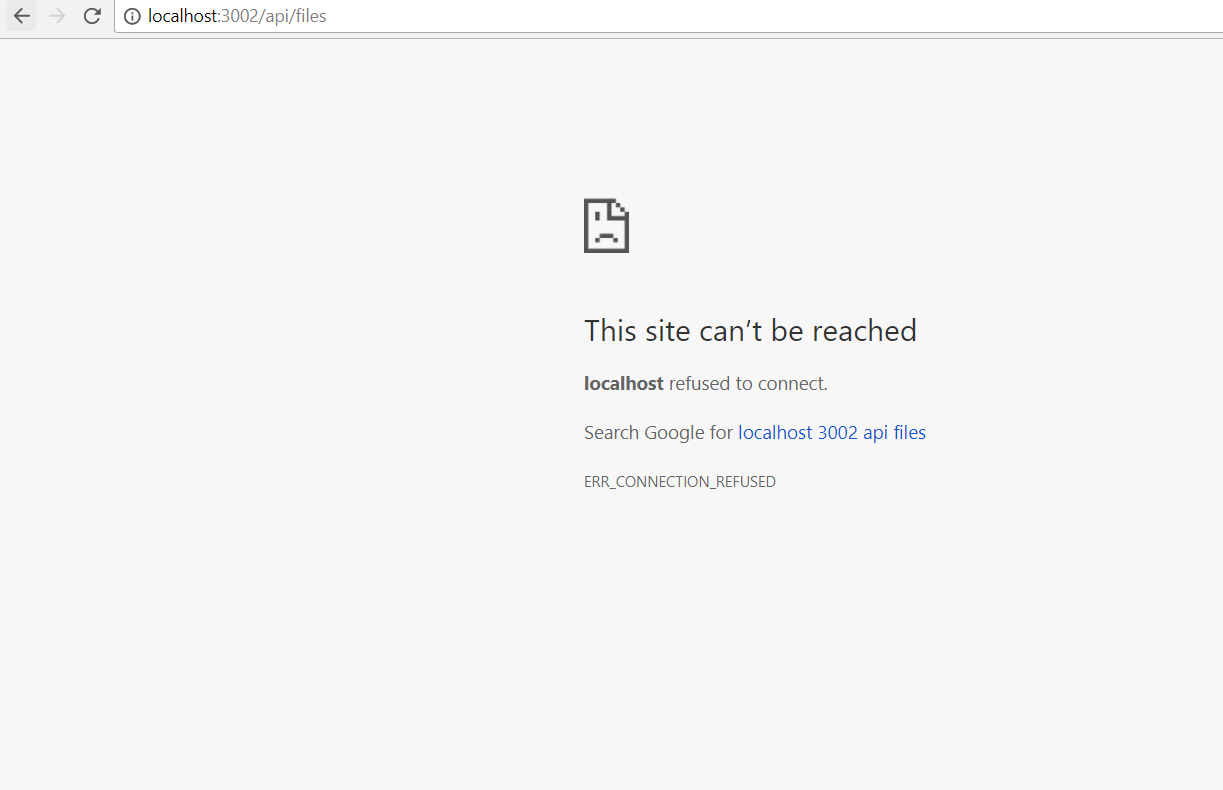 localhost:3002/api/files
This site can’t be reached
localhost refused to connect.
Search Google for localhost 3002 api files
ERR_CONNECTION_REFUSED